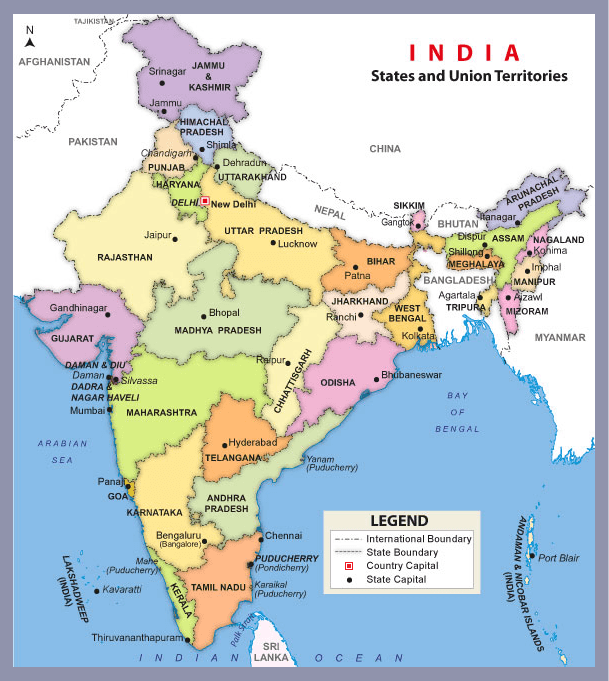 TAJIKISTAN
N
AFGHANISTAN
INDIA
States and Union Territories
JAMMU
&
KASHMIR
Srinagar
Jammu
PAKISTAN
HIMACHAL
PRADESH
Shimla
Chandigarh
PUNJAB
Dehradun
UTTARAKHAND
HARYANA
DELHI
New Delhi
CHINA
NEPAL
SIKKIM
Gangtok
BHUTAN
ARUNACHAL
PRADESH
Itanagar
Dispur
ASSAM
NAGALAND
Kohima
Shillong
MEGHALAYA
Imphal
MANIPUR
BANGLADESH
Agartala
TRIPURA
Aizawl
MIZORAM
MYANMAR
Jaipur
RAJASTHAN
UTTAR PRADESH
Lucknow
BIHAR
Patna
JHARKHAND
Ranchi
WEST
BENGAL
Kolkata
Gandhinagar
GUJARAT
Bhopal
MADHYA PRADESH
Raipur
CHHATTISGARH
ODISHA
Bhubaneswar
DAMAN & DIU
Daman
Silvassa
DADRA &
NAGAR HAVELI
Mumbai
MAHARASHTRA
BAY
OF
BENGAL
ARABIAN
SEA
Hyderabad
TELANGANA
Yanam
(Puducherry)
Panaji
GOA
KARNATAKA
ANDHRA
PRADESH
Bengaluru
(Bangalore)
Chennai
Mahe
(Puducherry)
PUDUCHERRY
(Pondicherry)
TAMIL NADU
Karaikal
(Puducherry)
KERALA
LAKSHADWEEP
(INDIA)
Kavaratti
Thiruvananthapuram
Palk Strait
SRI
LANKA
INDIAN OCEAN
LEGEND
International Boundary
State Boundary
Country Capital
State Capital
ANDAMAN & NICOBAR ISLANDS
(INDIA)
Port Blair